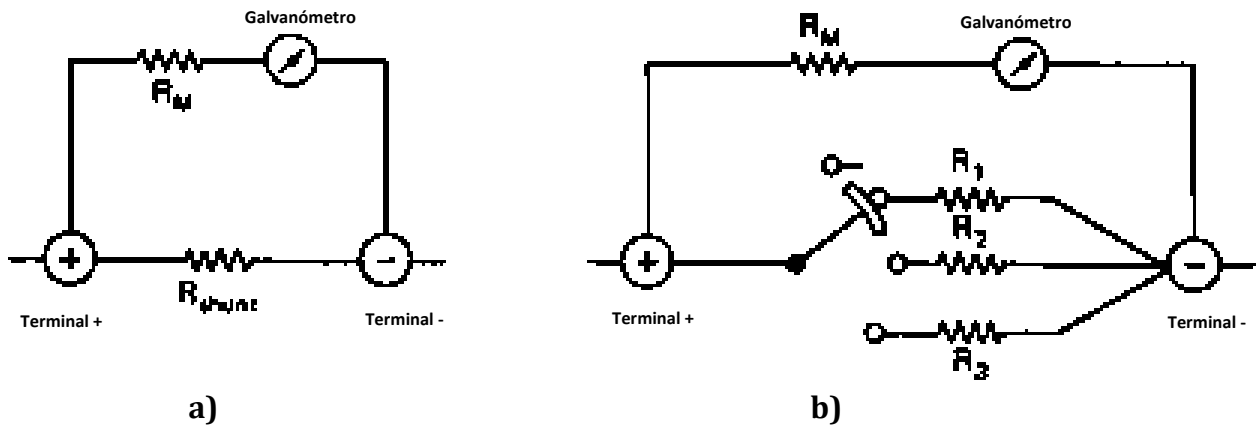 Galvanómetro
R_M
+
-
R_shunt
Terminal +
Terminal -
a)
Galvanómetro
R_M
R_1
R_2
+
-
R_3
Terminal +
Terminal -
b)